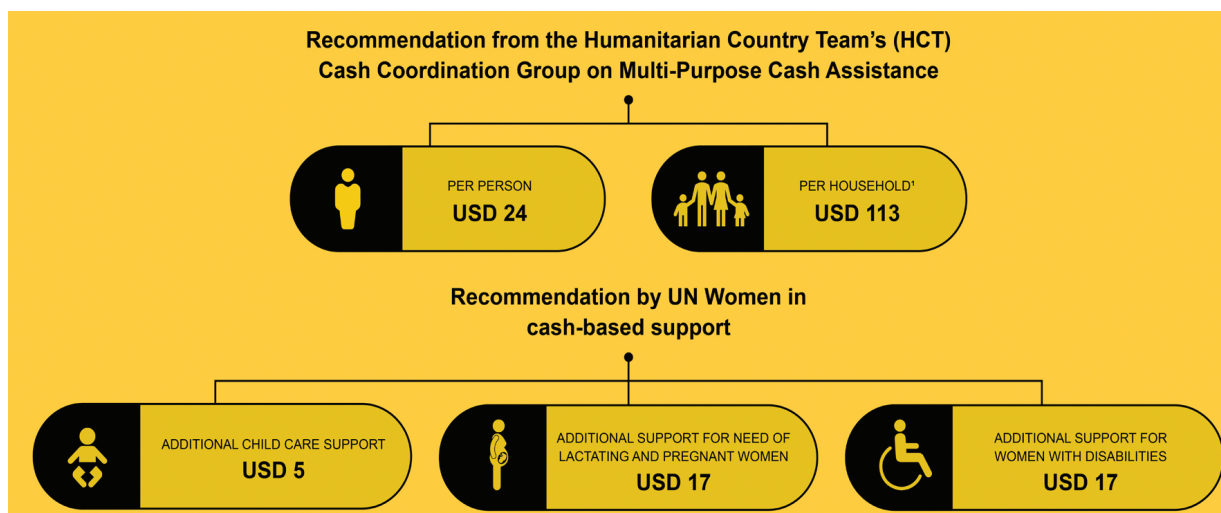 Recommendation from the Humanitarian Country Team’s (HCT)
Cash Coordination Group on Multi-Purpose Cash Assistance
PER PERSON
USD 24
PER HOUSEHOLD¹
USD 113
Recommendation by UN Women in
cash-based support
ADDITIONAL CHILD CARE SUPPORT
USD 5
ADDITIONAL SUPPORT FOR NEED OF
LACTATING AND PREGNANT WOMEN
USD 17
ADDITIONAL SUPPORT FOR
WOMEN WITH DISABILITIES
USD 17